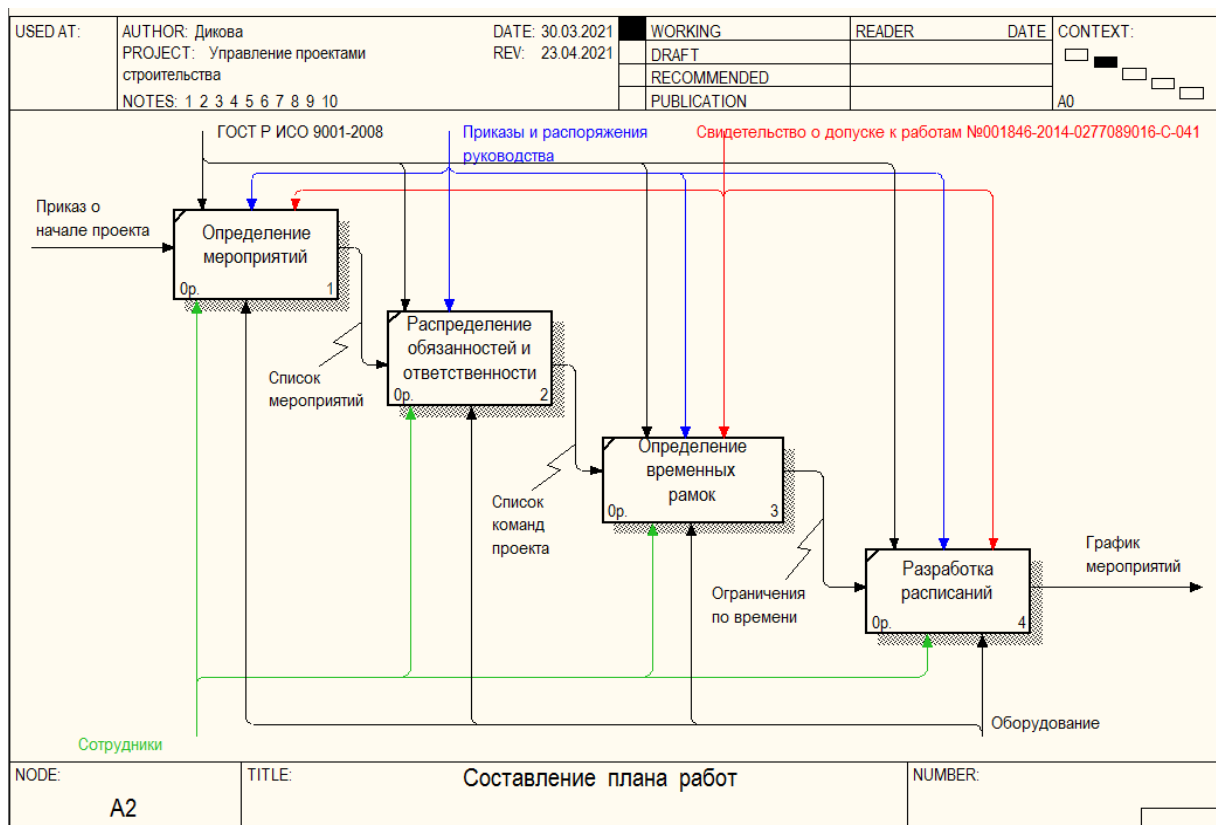 USED AT:
AUTHOR: Дикова
DATE: 30.03.2021
PROJECT: Управление проектами
REV: 23.04.2021
строительства
NOTES: 1 2 3 4 5 6 7 8 9 10
WORKING
DRAFT
RECOMMENDED
PUBLICATION
READER
DATE
CONTEXT:
A0
ГОСТ Р ИСО 9001-2008
Приказы и распоряжения
руководства
Свидетельство о допуске к работам №001846-2014-0277089016-С-041
Приказ о
начале проекта
Определение
мероприятий
0р.
1
Список
мероприятий
Распределение
обязанностей и
ответственности
0р.
2
Список
команд
проекта
Определение
временных
рамок
0р.
3
Ограничения
по времени
Разработка
расписаний
0р.
4
График
мероприятий
Оборудование
Сотрудники
NODE:
A2
TITLE:
Составление плана работ
NUMBER: